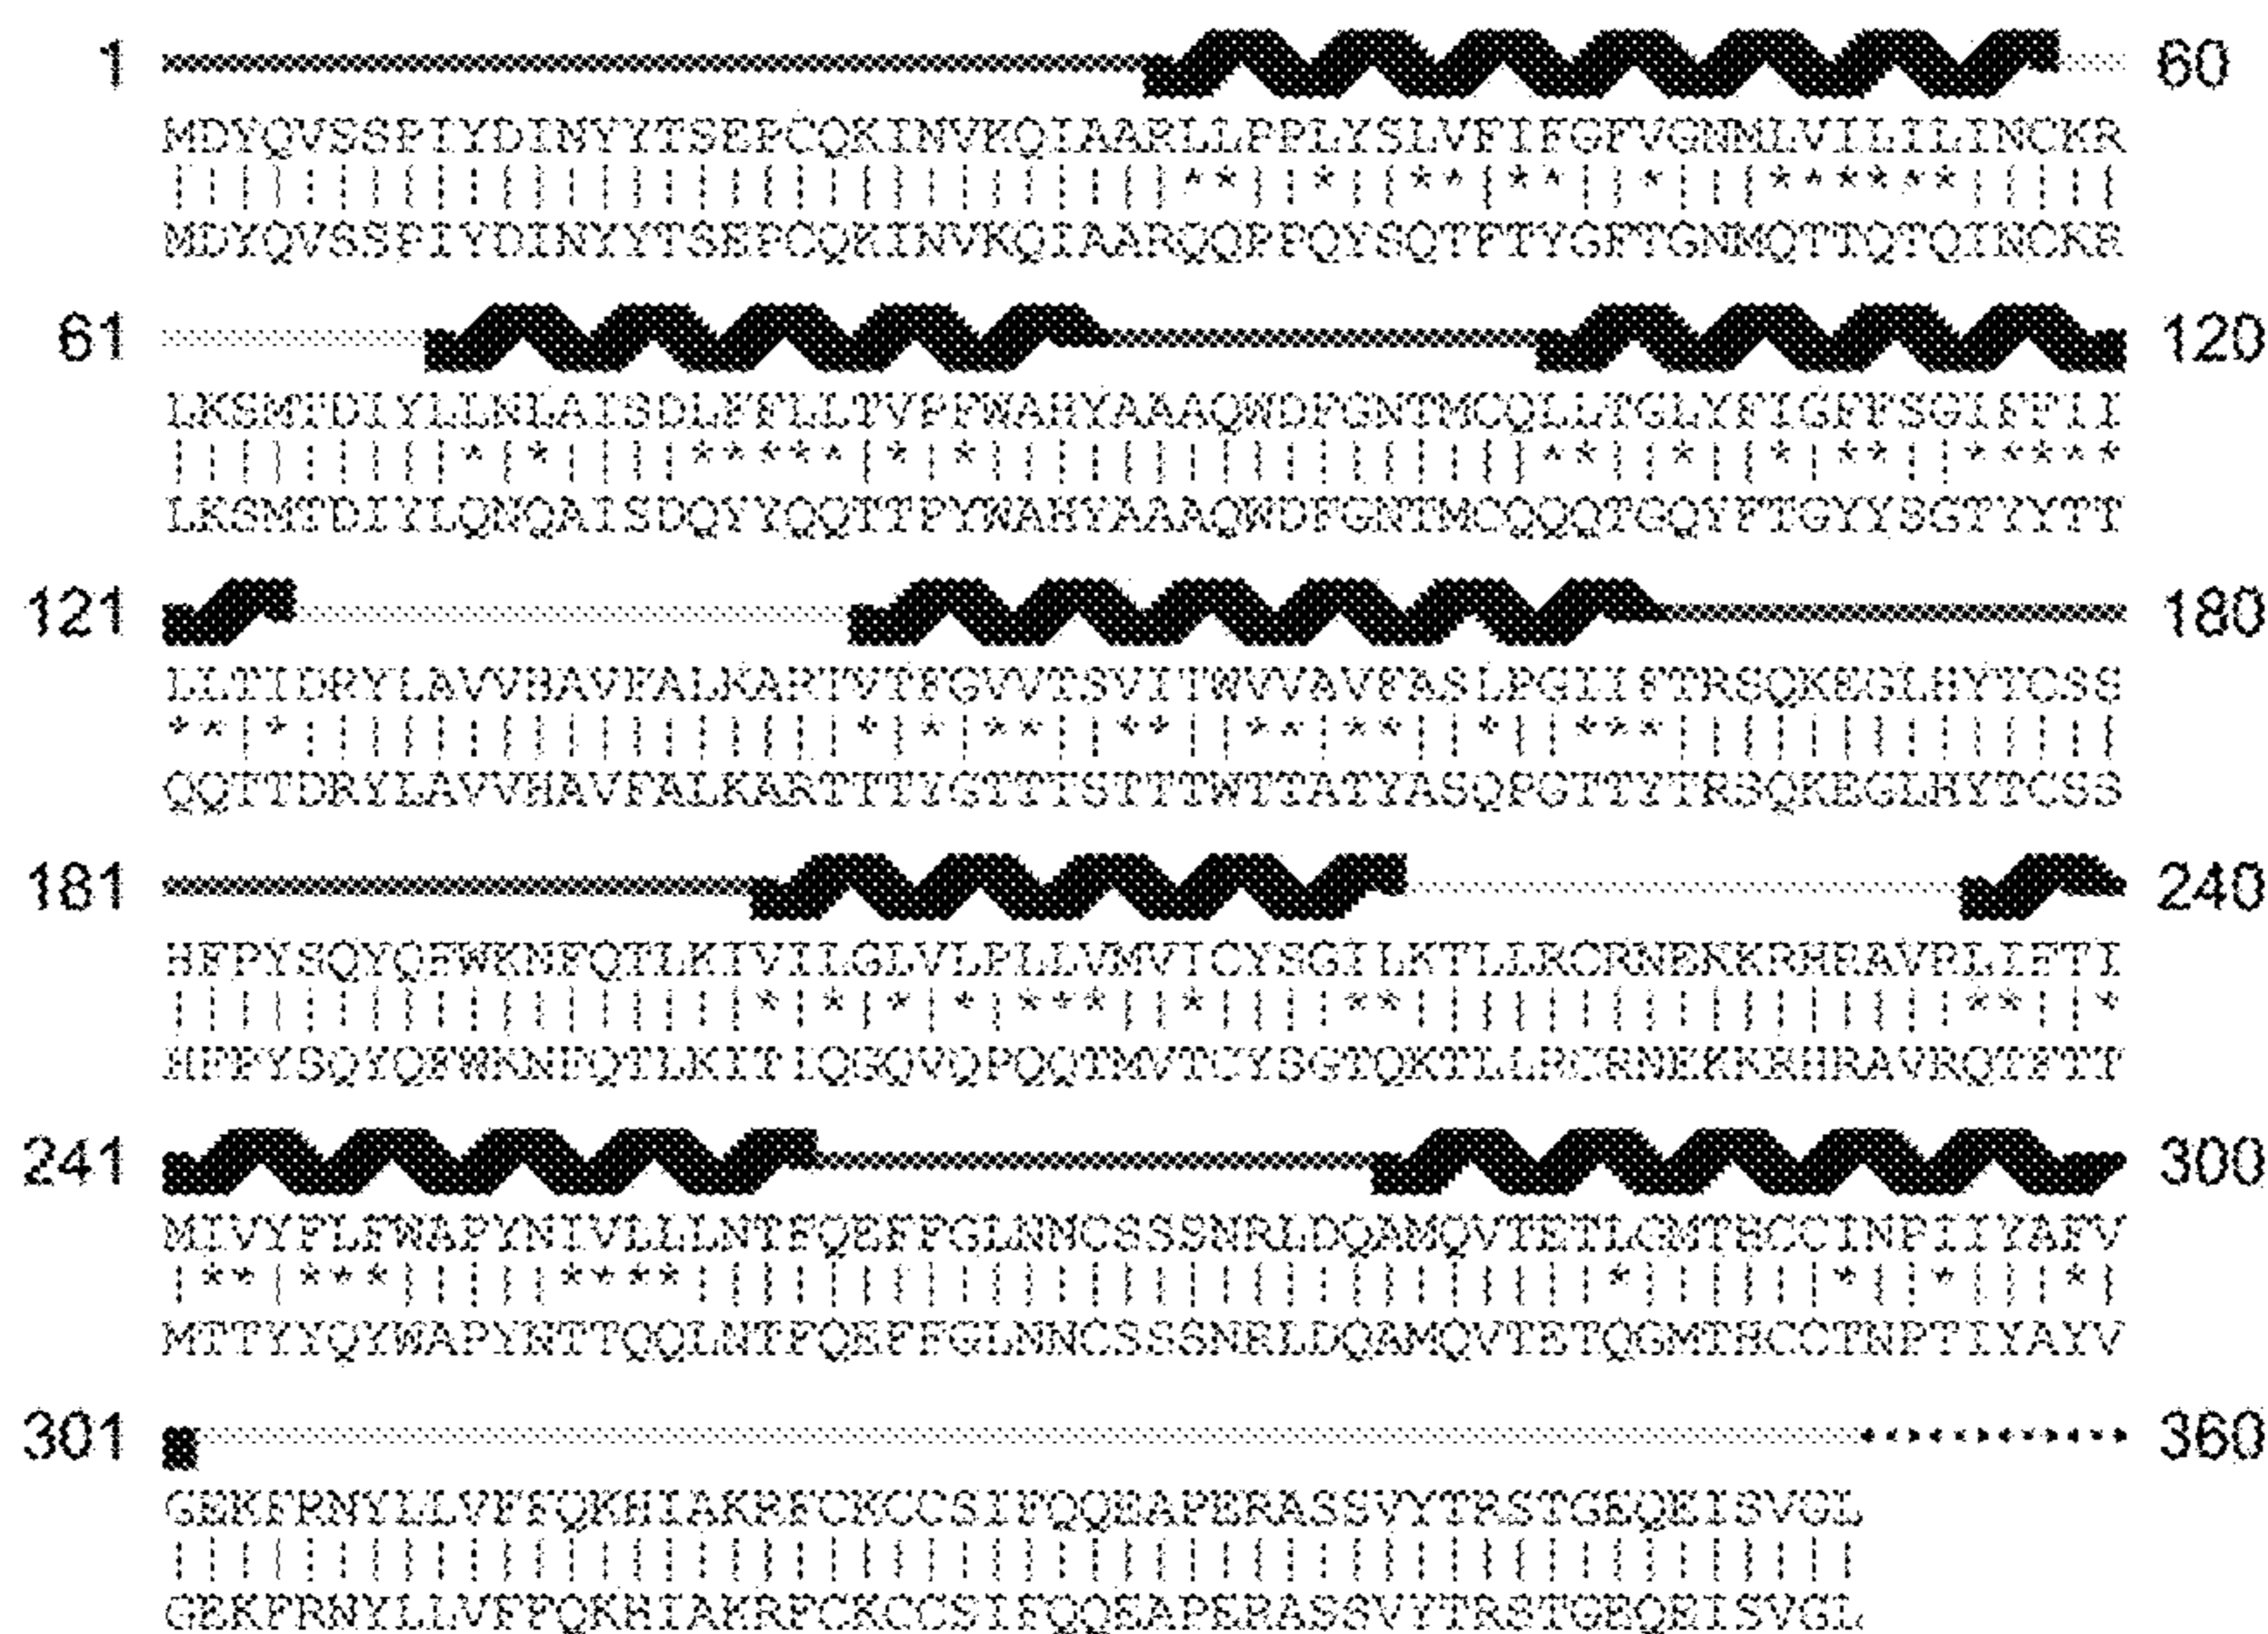 1 60
MDYQVSSPIYDINYYTSEPCQKINVKQIAARLLPPLYSLVFIFGFVGNMLVILILINCKR
|||||||||||||||||||||||||||||||**||*||**|**||*|||******|||||
MDYQVSSPIYDINYYTSEPCQKINVKQIAARQQPPQYSQTFTYGFTGNMQTTQTQINCKR
61 120
LKSMTDIYLLNLAISDLFFLLTVPFWAHYAAAQWDFGNTMCQLLTGLYFIGFFSGIFFII
|||||||||*|*||||*****|*|*|||||||||||||||||**||*||*|**||*****
LKSMTDIYLQNQAISDQYYQQTTPYWAHYAAAQWDFGNTMCQQQTGQYFTGYYSGTYYTT
121 180
LLTIDRYLAVVHAVFALKARTVTFGVVTSVITWVVAVFASLPGIIFTRSQKEGLHYTCSS
**|*|||||||||||||||||*|*|**||**||**|**||*||***||||||||||||||
QQTTDRYLAVVHAVFALKARTTTYGTTTSTTTWTTATYASQPGTTYTRSQKEGLHYTCSS
181 240
HFPYSQYQFWKNFQTLKIVILGLVLPLLVMVICYSGILKTLLRCRNEKKRHRAVRLIFTI
||||||||||||||||||*|*|*|*|***||*||||**|||||||||||||||||**||*
HFPYSQYQFWKNFQTLKITIQGQVQPQQTMVTCYSGTQKTLLRCRNEKKRHRAVRQTFTT
241 300
MIVYFLFWAPYNIVLLLNTFQEFFGLNNCSSSNRLDQAMQVTETLGMTHCCINPIIYAFV
|**|***|||||****||||||||||||||||||||||||||||*||||||*||*|||*|
MTTYYQYWAPYNTTQQLNTFQEFFGLNNCSSSNRLDQAMQVTETQGMTHCCTNPTIYAYV
301 360
GEKFRNYLLVFFQKHIAKRFCKCCSIFQQEAPERASSVYTRSTGEQEISVGL
||||||||||||||||||||||||||||||||||||||||||||||||||||
GEKFRNYLLVFFQKHIAKRFCKCCSIFQQEAPERASSVYTRSTGEQEISVGL